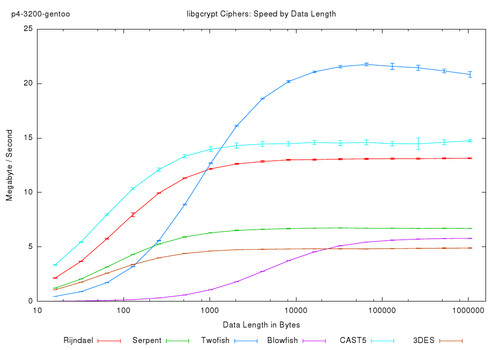 p4-3200-gentoo libgcrypt Ciphers: Speed by Data Length
25
20
15
10
5
0
Megabyte / Second
10 100 1000 10000 100000 1000000
Data Length in Bytes
Rijndael Serpent Twofish Blowfish CAST5 3DES